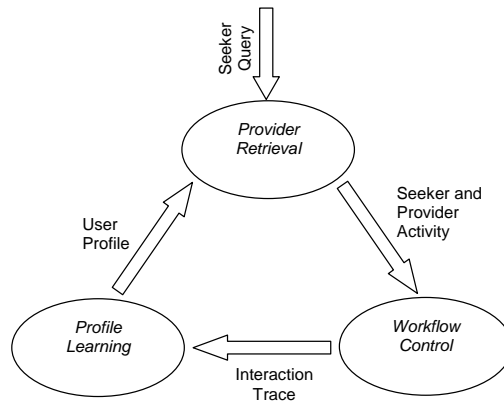 Seeker
Query
Provider
Retrieval
Seeker and
Provider
Activity
User
Profile
Profile
Learning
Workflow
Control
Interaction
Trace